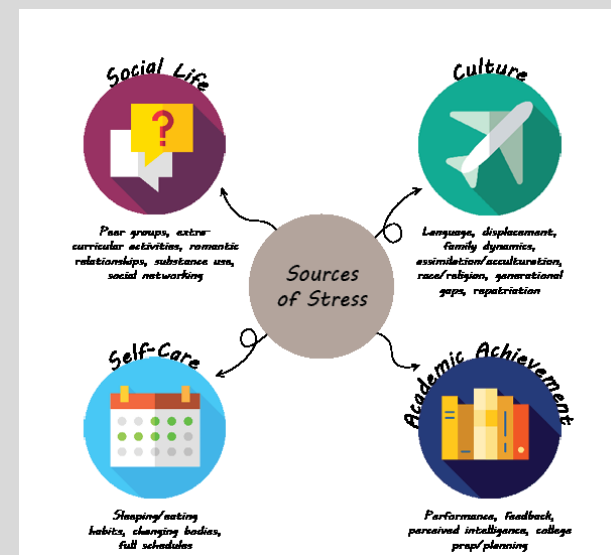 Social Life
?
Peer groups, extra-
curricular activities, romantic
relationships, substance use,
social networking
Culture
Language, displacement,
family dynamics,
assimilation/acculturation,
race/religion, generational
gaps, repatriation
Sources
of Stress
Self-Care
Sleeping/eating
habits, changing bodies,
full schedules
Academic Achievement
Performance, feedback,
perceived intelligence, college
prep/planning